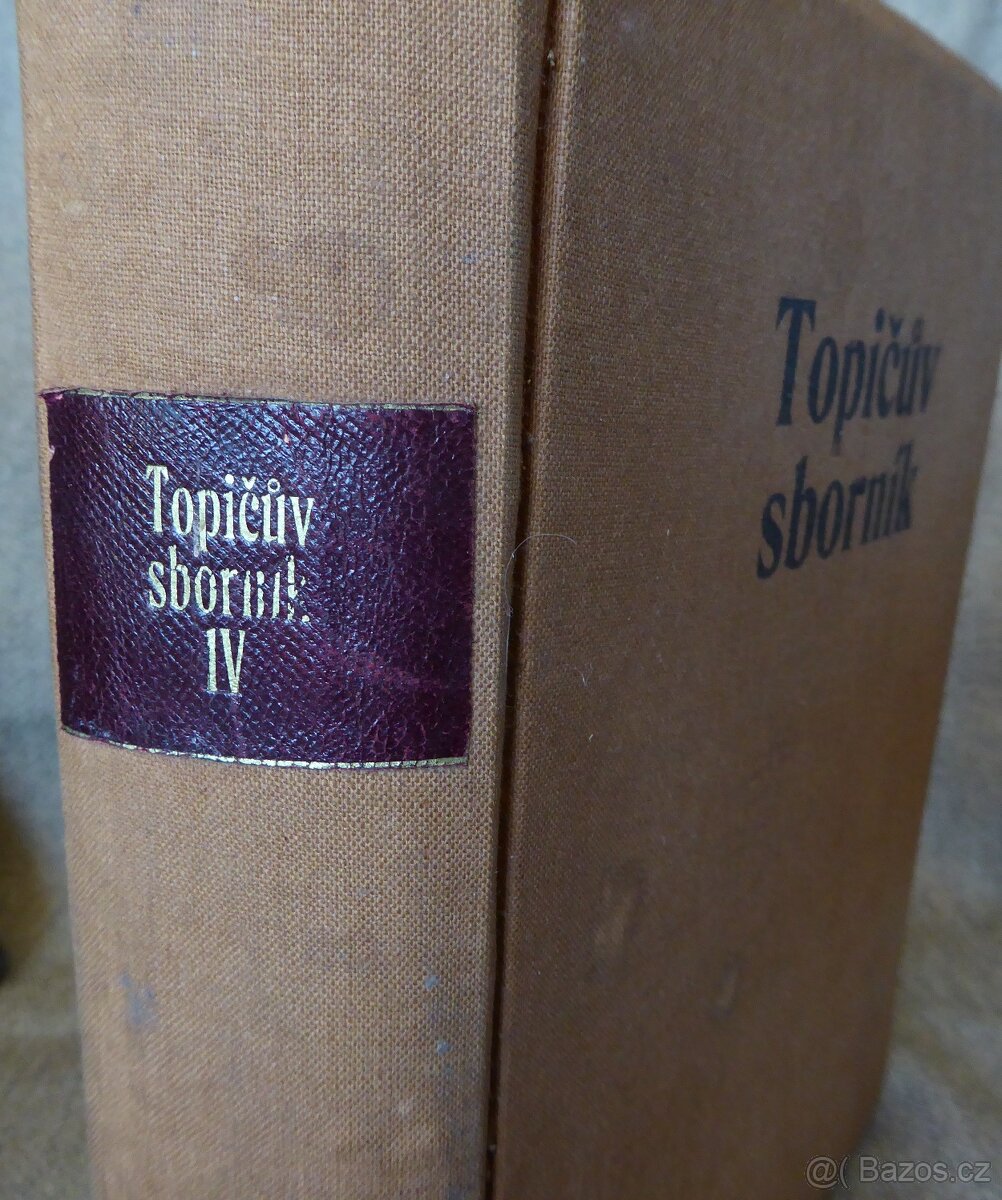 Topičův
sborník
IV
Topičův
sborník
@( Bazos.cz